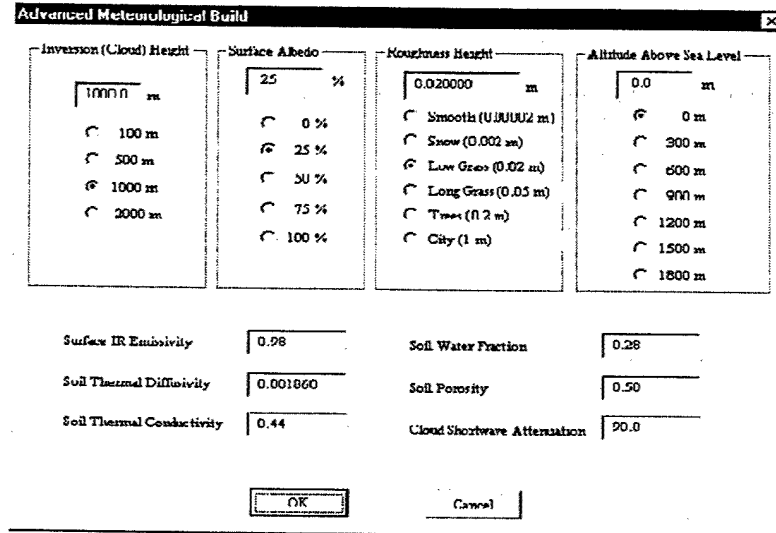 Advanced Meteorological Build
Inversion (Cloud) Height
1000.0 m
100 m
500 m
1000 m
2000 m
Surface Albedo
25 %
0 %
25 %
50 %
75 %
100 %
Roughness Height
0.020000 m
Smooth (0.00002 m)
Snow (0.002 m)
Low Grass (0.02 m)
Long Grass (0.05 m)
Trees (0.2 m)
City (1 m)
Altitude Above Sea Level
0.0 m
0 m
300 m
600 m
900 m
1200 m
1500 m
1800 m
Surface IR Emissivity 0.98
Soil Thermal Diffusivity 0.001860
Soil Thermal Conductivity 0.44
Soil Water Fraction 0.28
Soil Porosity 0.50
Cloud Shortwave Attenuation 90.0
OK
Cancel